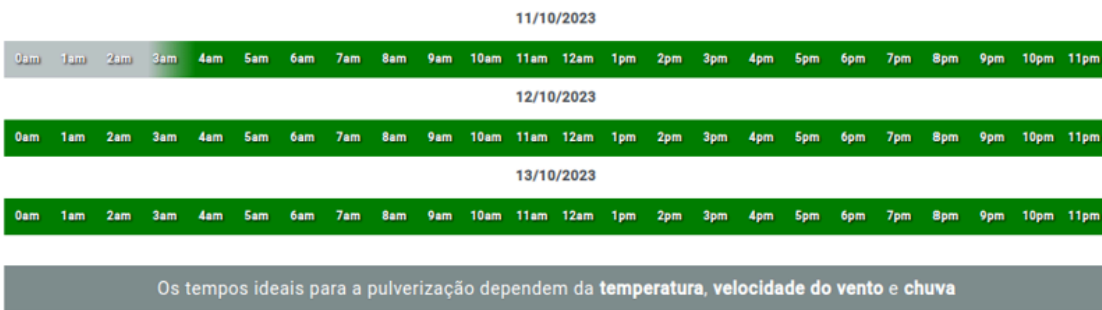 11/10/2023
0am 1am 2am 3am 4am 5am 6am 7am 8am 9am 10am 11am 12am 1pm 2pm 3pm 4pm 5pm 6pm 7pm 8pm 9pm 10pm 11pm
12/10/2023
0am 1am 2am 3am 4am 5am 6am 7am 8am 9am 10am 11am 12am 1pm 2pm 3pm 4pm 5pm 6pm 7pm 8pm 9pm 10pm 11pm
13/10/2023
0am 1am 2am 3am 4am 5am 6am 7am 8am 9am 10am 11am 12am 1pm 2pm 3pm 4pm 5pm 6pm 7pm 8pm 9pm 10pm 11pm
Os tempos ideais para a pulverização dependem da temperatura, velocidade do vento e chuva